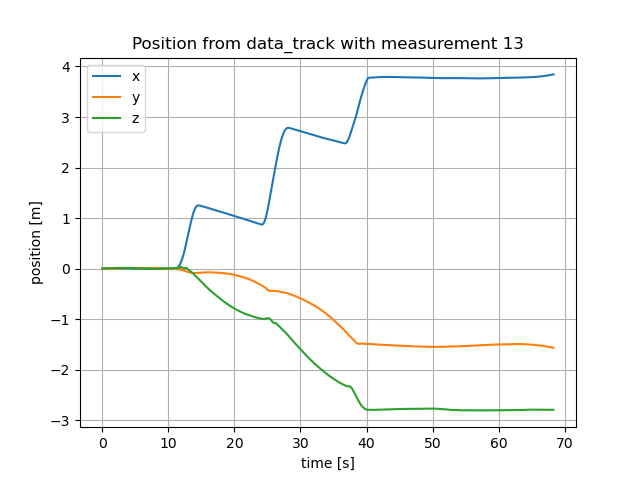 Position from data_track with measurement 13
x
y
z
position [m]
4
3
2
1
0
−1
−2
−3
0 10 20 30 40 50 60 70
time [s]